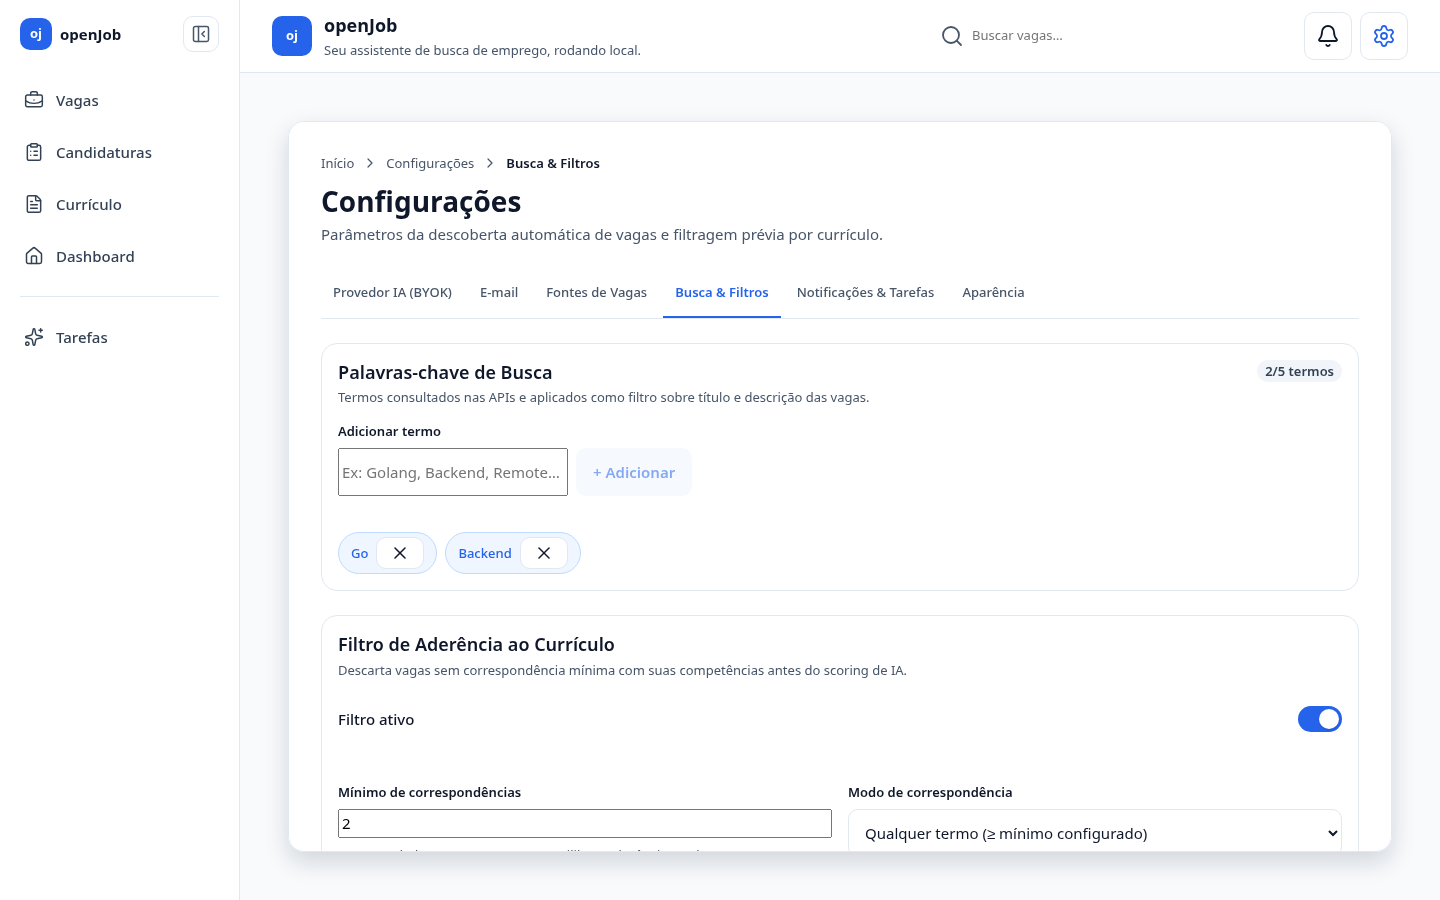 oj openJob
Vagas
Candidaturas
Currículo
Dashboard
Tarefas
oj
openJob
Seu assistente de busca de emprego, rodando local.
Buscar vagas...
Início > Configurações > Busca & Filtros
Configurações
Parâmetros da descoberta automática de vagas e filtragem prévia por currículo.
Provedor IA (BYOK) E-mail Fontes de Vagas Busca & Filtros Notificações & Tarefas Aparência
Palavras-chave de Busca 2/5 termos
Termos consultados nas APIs e aplicados como filtro sobre título e descrição das vagas.
Adicionar termo
Ex: Golang, Backend, Remote... + Adicionar
Go Backend
Filtro de Aderência ao Currículo
Descarta vagas sem correspondência mínima com suas competências antes do scoring de IA.
Filtro ativo
Mínimo de correspondências Modo de correspondência
2 Qualquer termo (≥ mínimo configurado)